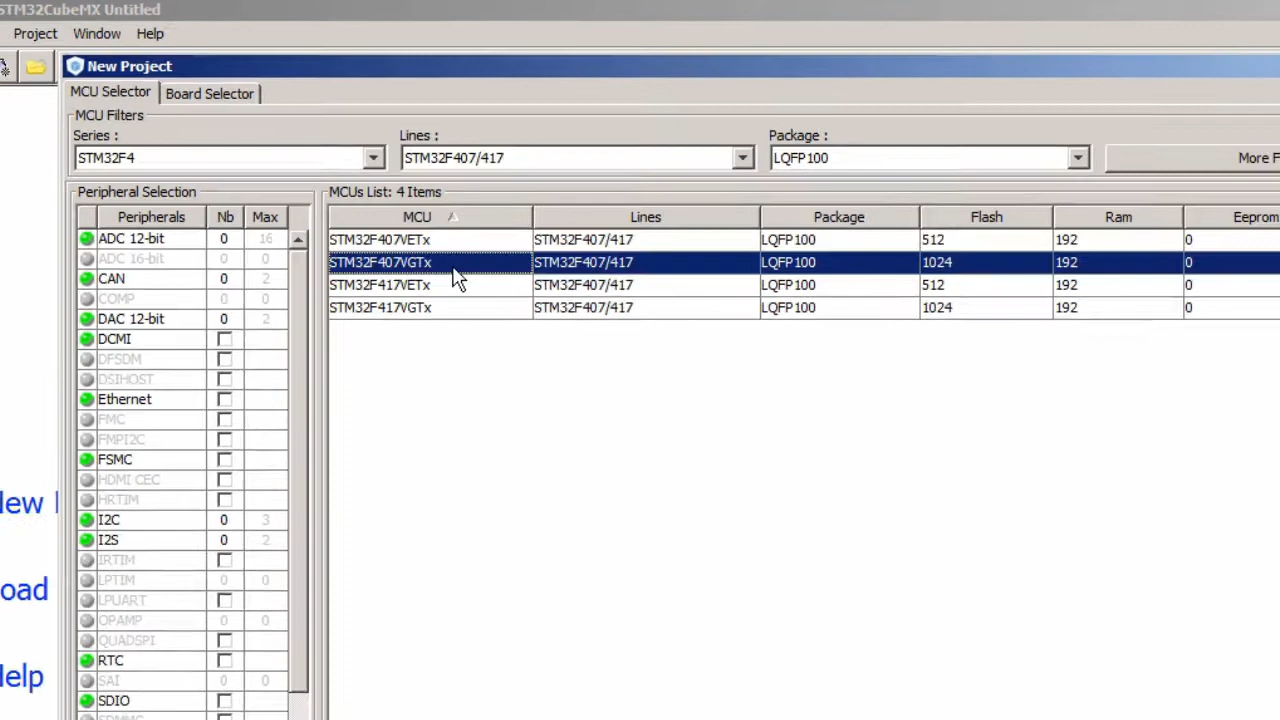 STM32CubeMX Untitled
Project Window Help
New Project
MCU Selector Board Selector
MCU Filters
Series : Lines : Package :
STM32F4 STM32F407/417 LQFP100 More F
Peripheral Selection MCUs List: 4 Items
Peripherals Nb Max MCU Lines Package Flash Ram Eeprom
ADC 12-bit 0 16 STM32F407VETx STM32F407/417 LQFP100 512 192 0
ADC 16-bit 0 0 STM32F407VGTx STM32F407/417 LQFP100 1024 192 0
CAN 0 2 STM32F417VETx STM32F407/417 LQFP100 512 192 0
COMP 0 0 STM32F417VGTx STM32F407/417 LQFP100 1024 192 0
DAC 12-bit 0 2
DCMI
DFSDM
DSIHOST
Ethernet
FMC
FMPI2C
FSMC
HDMI CEC
HRTIM
lew
I2C 0 3
I2S 0 2
IRTIM
LPTIM 0 0
oad
LPUART
OPAMP 0 0
QUADSPI
RTC
Help
SAI 0 0
SDIO
SDMMC